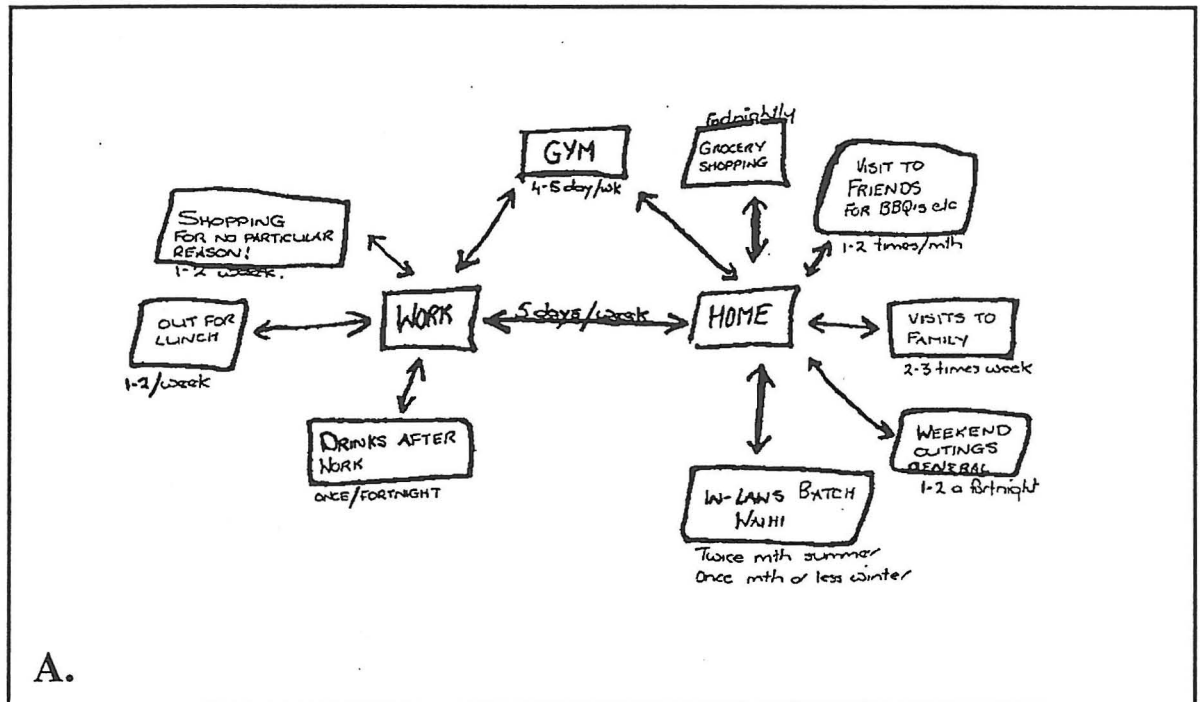 GYM
4-5 day/wk
Fodnightly
GROCERY
SHOPPING
VISIT TO
FRIENDS
FOR BBQ's etc
1-2 times/mth
SHOPPING
FOR NO PARTICULAR
REASON!
1-2 week.
OUT FOR
LUNCH
1-2/week
WORK
5 days/week
HOME
VISITS TO
FAMILY
2-3 times week
DRINKS AFTER
WORK
ONCE/FORTNIGHT
WEEKEND
OUTINGS
GENERAL
1-2 a fortnight
IN-LAWS BATCH
WAIHI
Twice mth summer
Once mth or less winter
A.